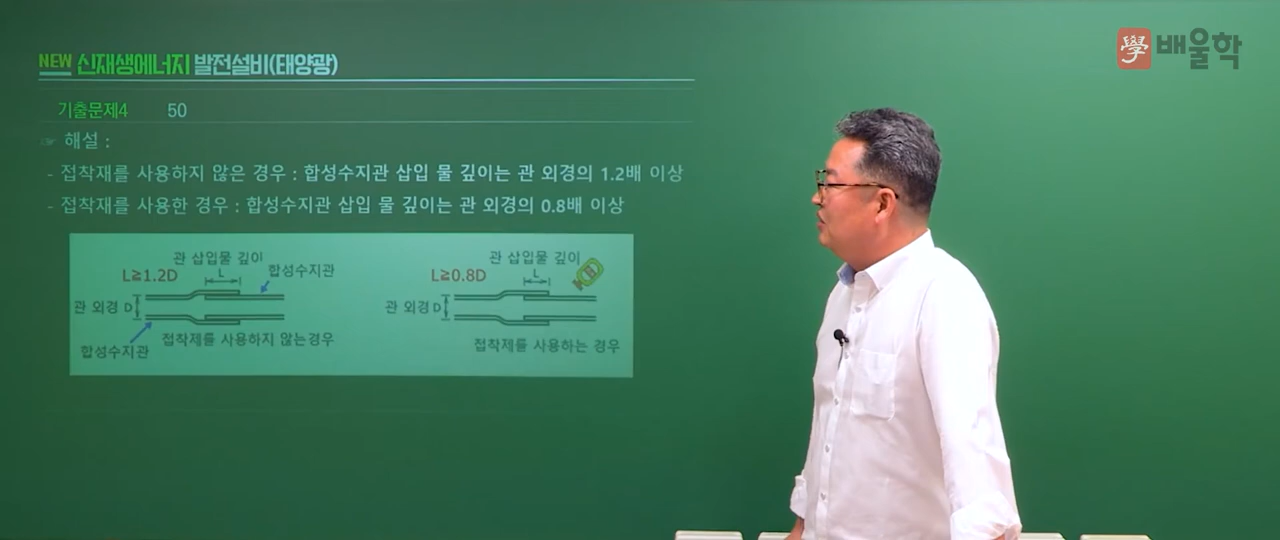 NEW 신재생에너지 발전설비(태양광)
學 배울학
기출문제4 50
☞ 해설 :
- 접착재를 사용하지 않은 경우 : 합성수지관 삽입 물 깊이는 관 외경의 1.2배 이상
- 접착재를 사용한 경우 : 합성수지관 삽입 물 깊이는 관 외경의 0.8배 이상
관 삽입물 깊이
L≧1.2D
L
합성수지관
관 외경 D
접착제를 사용하지 않는경우
합성수지관
관 삽입물 깊이
L≧0.8D
L
관 외경 D
접착제를 사용하는 경우